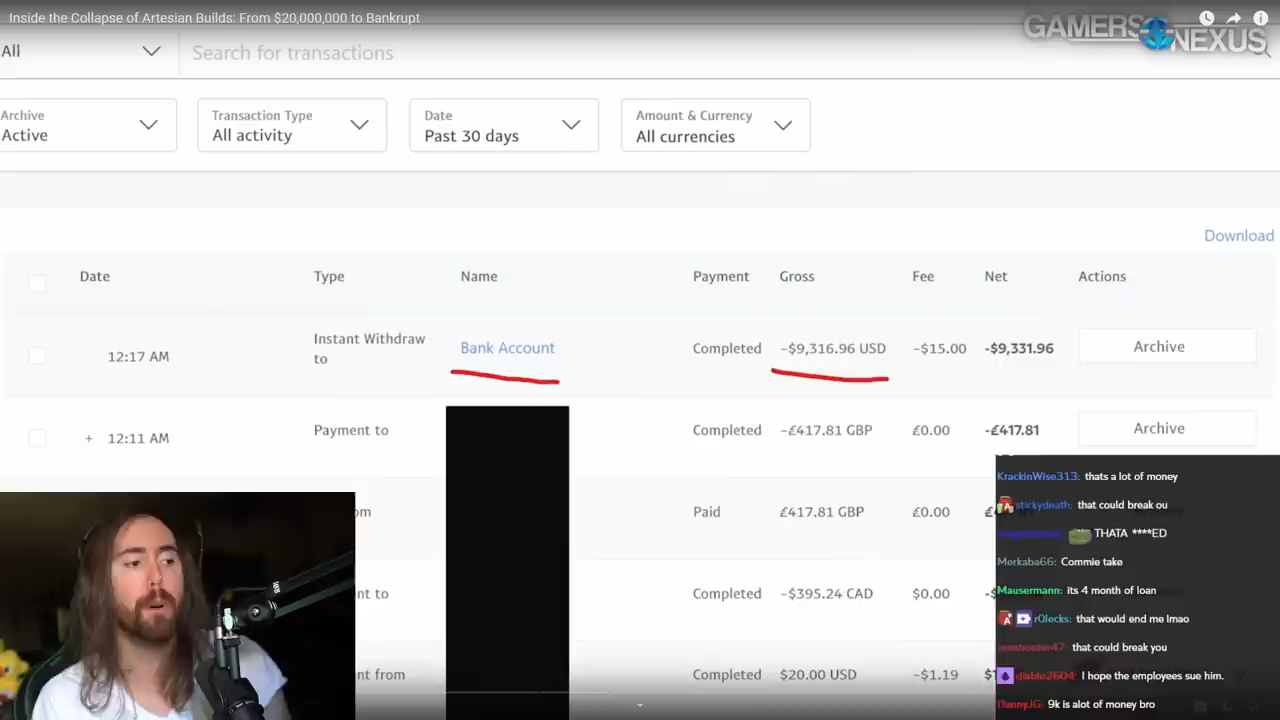 Inside the Collapse of Artesian Builds: From $20,000,000 to Bankrupt
GAMERS NEXUS
All
Search for transactions
Archive
Active
Transaction Type
All activity
Date
Past 30 days
Amount & Currency
All currencies
Download
Date Type Name Payment Gross Fee Net Actions
12:17 AM Instant Withdraw to Bank Account Completed -$9,316.96 USD -$15.00 -$9,331.96 Archive
+ 12:11 AM Payment to Completed -£417.81 GBP £0.00 -£417.81 Archive
om Paid £417.81 GBP £0.00
nt to Completed -$395.24 CAD $0.00
nt from Completed $20.00 USD -$1.19
KrackinWise313: thats a lot of money
stickydeath: that could break ou
THATA ****ED
Merkaba66: Commie take
Mausermann: its 4 month of loan
r0lecks: that would end me lmao
that could break you
diablo2604: I hope the employees sue him.
DannyJG: 9k is alot of money bro